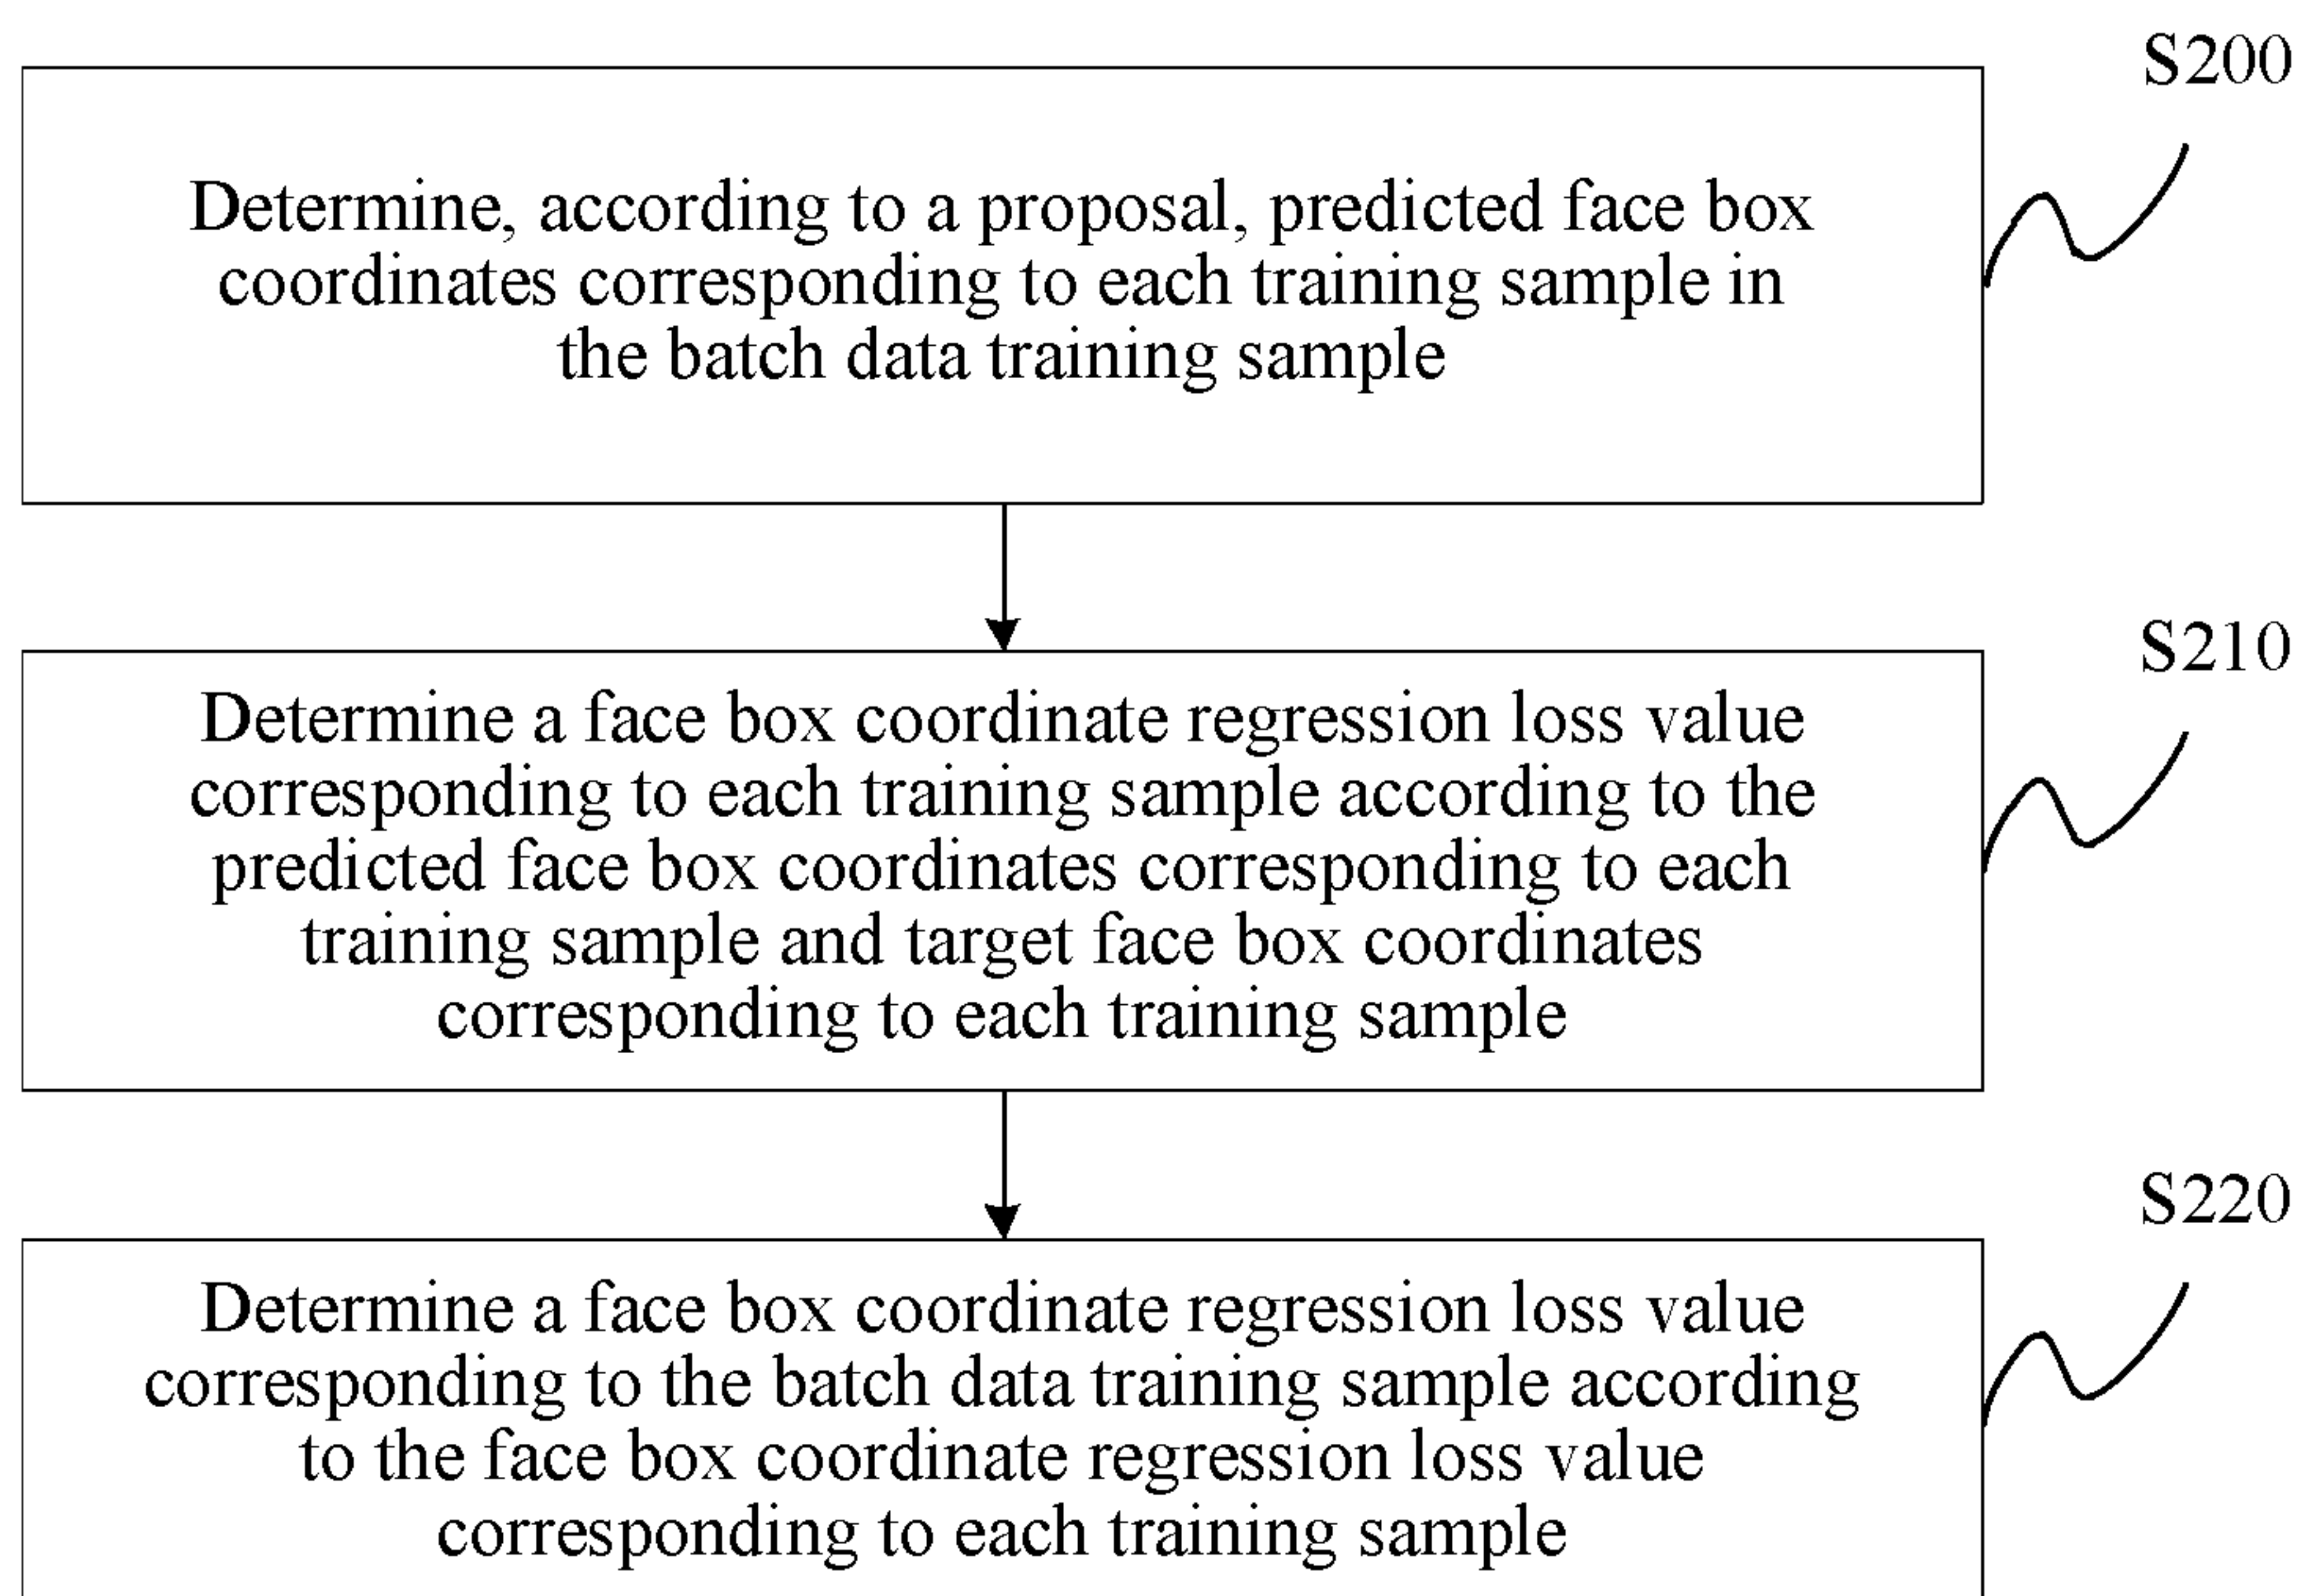 S200
Determine, according to a proposal, predicted face box
coordinates corresponding to each training sample in
the batch data training sample
S210
Determine a face box coordinate regression loss value
corresponding to each training sample according to the
predicted face box coordinates corresponding to each
training sample and target face box coordinates
corresponding to each training sample
S220
Determine a face box coordinate regression loss value
corresponding to the batch data training sample according
to the face box coordinate regression loss value
corresponding to each training sample